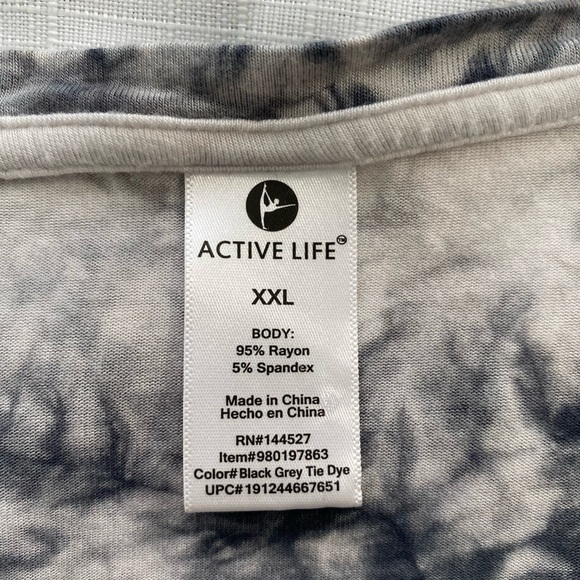 ACTIVE LIFE™
XXL
BODY:
95% Rayon
5% Spandex
Made in China
Hecho en China
RN#144527
Item#980197863
Color# Black Grey Tie Dye
UPC#191244667651